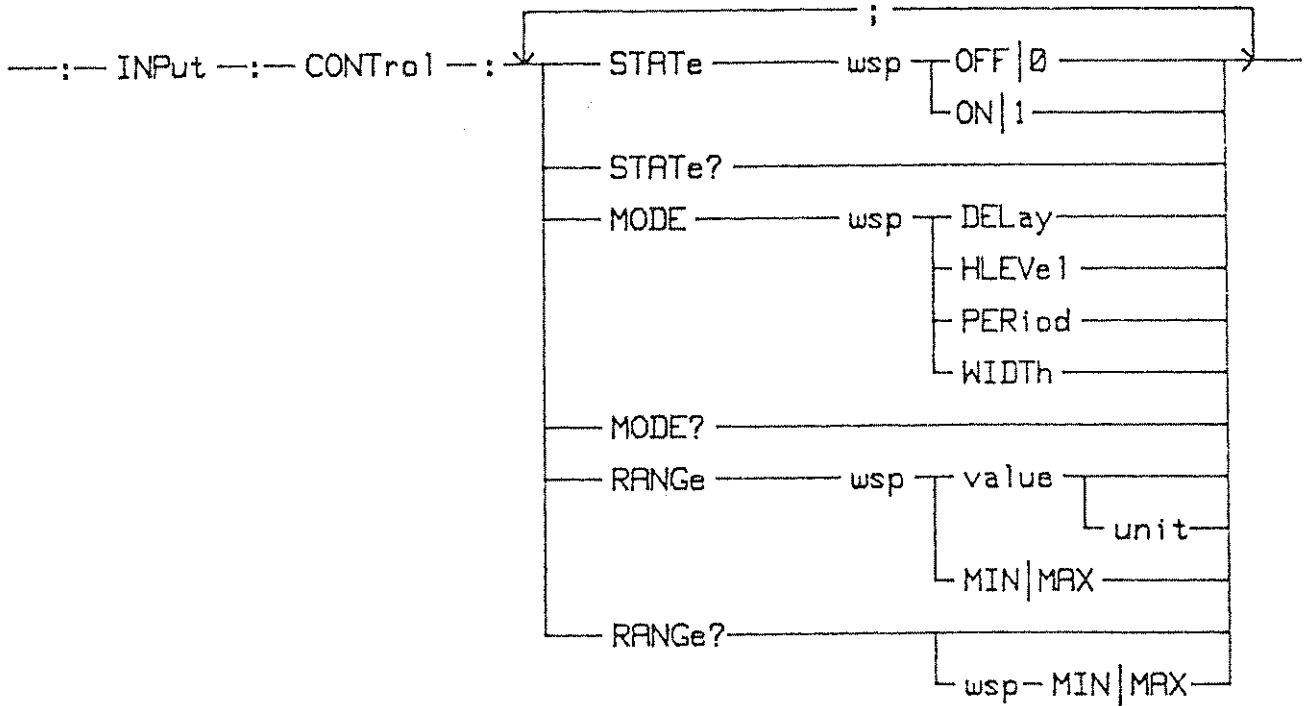 ;
: INPut : CONTrol : STATe wsp OFF|0
ON|1
STATe?
MODE wsp DELay
HLEVel
PERiod
WIDTh
MODE?
RANGe wsp value
unit
MIN|MAX
RANGe?
wsp MIN|MAX